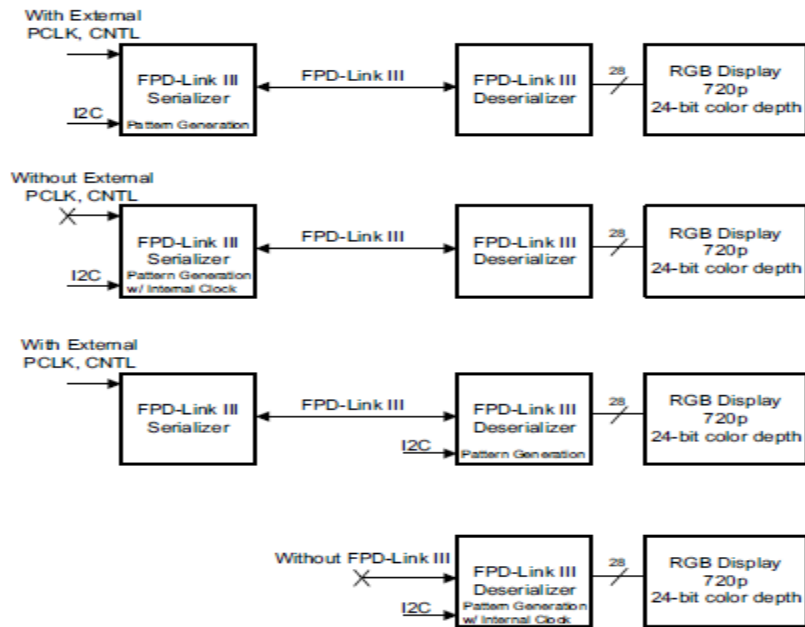 With External
PCLK, CNTL
I2C
FPD-Link III
Serializer
Pattern Generation
FPD-Link III
FPD-Link III
Deserializer
28
RGB Display
720p
24-bit color depth
Without External
PCLK, CNTL
I2C
FPD-Link III
Serializer
Pattern Generation
w/ Internal Clock
FPD-Link III
FPD-Link III
Deserializer
28
RGB Display
720p
24-bit color depth
With External
PCLK, CNTL
FPD-Link III
Serializer
FPD-Link III
I2C
FPD-Link III
Deserializer
Pattern Generation
28
RGB Display
720p
24-bit color depth
Without FPD-Link III
I2C
FPD-Link III
Deserializer
Pattern Generation
w/ Internal Clock
28
RGB Display
720p
24-bit color depth